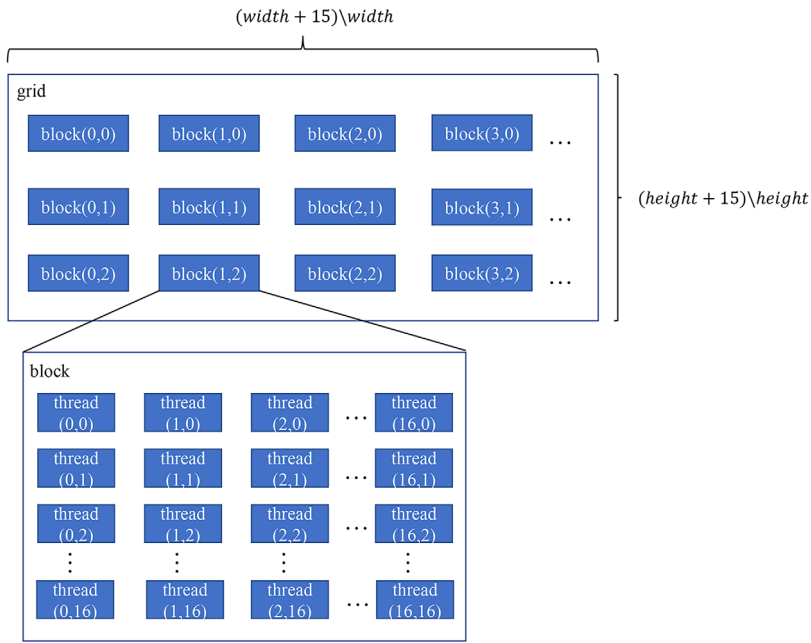 (width + 15)\width
grid
block(0,0) block(1,0) block(2,0) block(3,0) ...
(height + 15)\height
block(0,1) block(1,1) block(2,1) block(3,1) ...
block(0,2) block(1,2) block(2,2) block(3,2) ...
block
thread thread thread thread
(0,0) (1,0) (2,0) ... (16,0)
thread thread thread thread
(0,1) (1,1) (2,1) ... (16,1)
thread thread thread thread
(0,2) (1,2) (2,2) ... (16,2)
⋮ ⋮ ⋮ ⋮
thread thread thread thread
(0,16) (1,16) (2,16) ... (16,16)